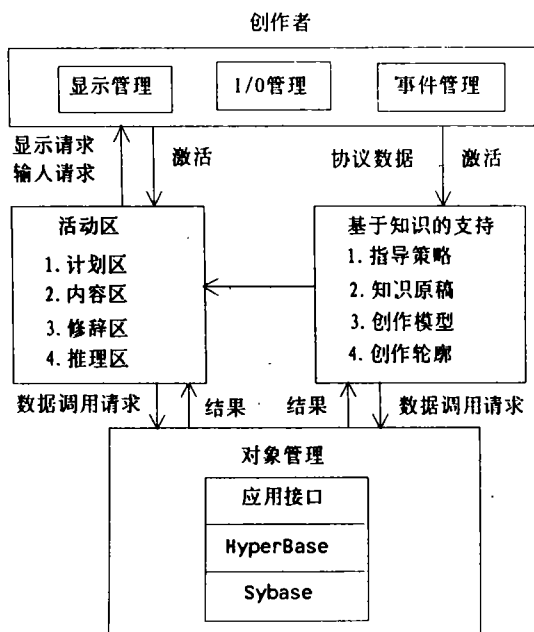 创作者
显示管理
I/O管理
事件管理
显示请求
输人请求
激活
协议数据
激活
活动区
1.计划区
2.内容区
3.修辞区
4.推理区
基于知识的支持
1.指导策略
2.知识原稿
3.创作模型
4.创作轮廓
数据调用请求
结果
结果
数据调用请求
对象管理
应用接口
HyperBase
Sybase